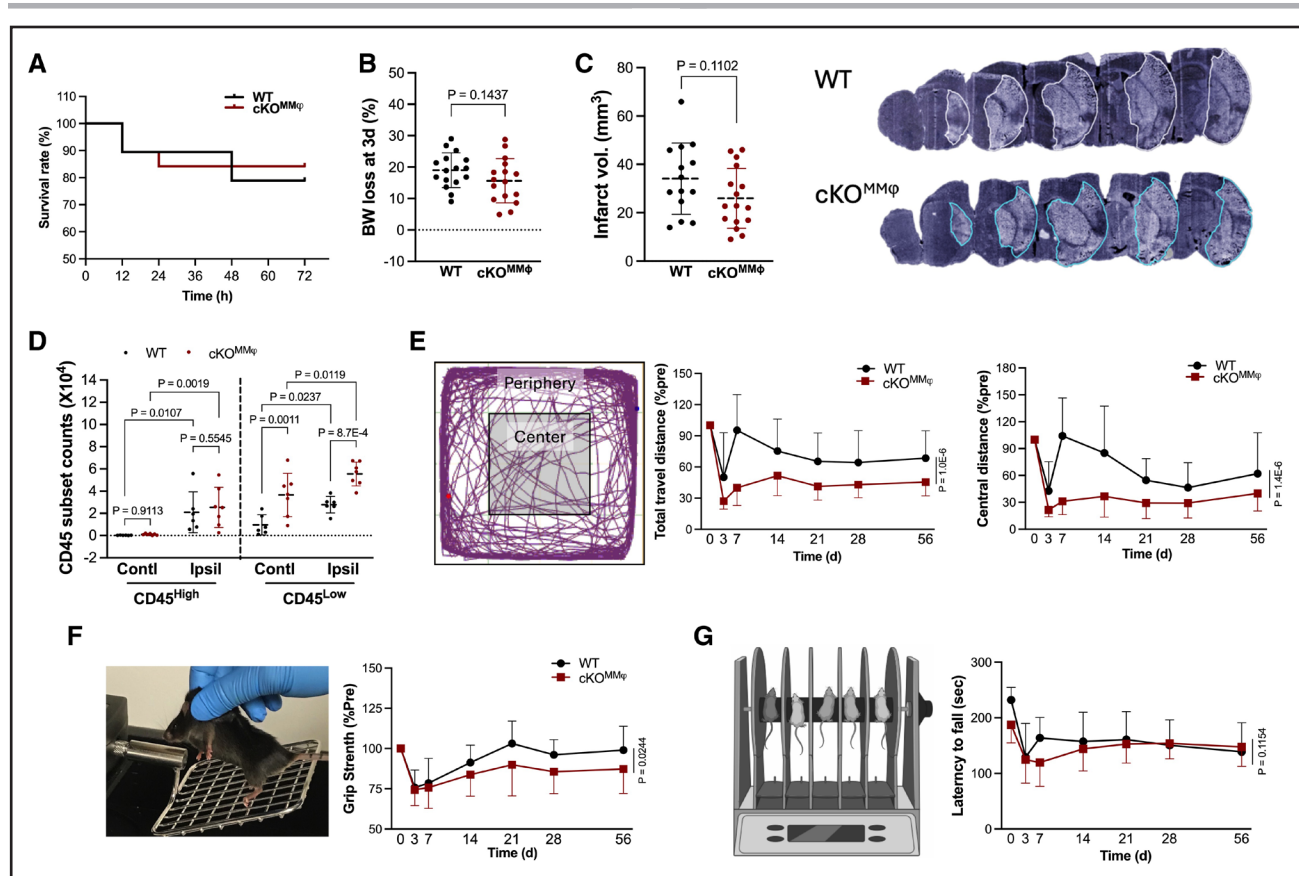 A
WT
cKOMMφ
Survival rate (%)
110
100
90
80
70
60
50
0 12 24 36 48 60 72
Time (h)
B
P = 0.1437
BW loss at 3d (%)
50
40
30
20
10
0
-10
WT cKOMMϕ
C
P = 0.1102
Infarct vol. (mm3)
80
60
40
20
0
WT cKOMMϕ
WT
cKOMMφ
D
WT cKOMMφ
CD45 subset counts (X104)
14
12
10
8
6
4
2
0
-2
P = 0.0019
P = 0.0107
P = 0.5545
P = 0.9113
P = 0.0119
P = 0.0237
P = 0.0011
P = 8.7E-4
Contl Ipsil Contl Ipsil
CD45High CD45Low
E
Periphery
Center
WT
cKOMMφ
Total travel distance (%pre)
150
120
90
60
30
0
P = 1.0E-6
0 3 7 14 21 28 56
Time (d)
WT
cKOMMφ
Central distance (%pre)
180
150
120
90
60
30
0
P = 1.4E-6
0 3 7 14 21 28 56
Time (d)
F
WT
cKOMMφ
Grip Strenth (%Pre)
150
125
100
75
50
P = 0.0244
0 3 7 14 21 28 56
Time (d)
G
Laterncy to fall (sec)
300
200
100
0
P = 0.1154
0 3 7 14 21 28 56
Time (d)